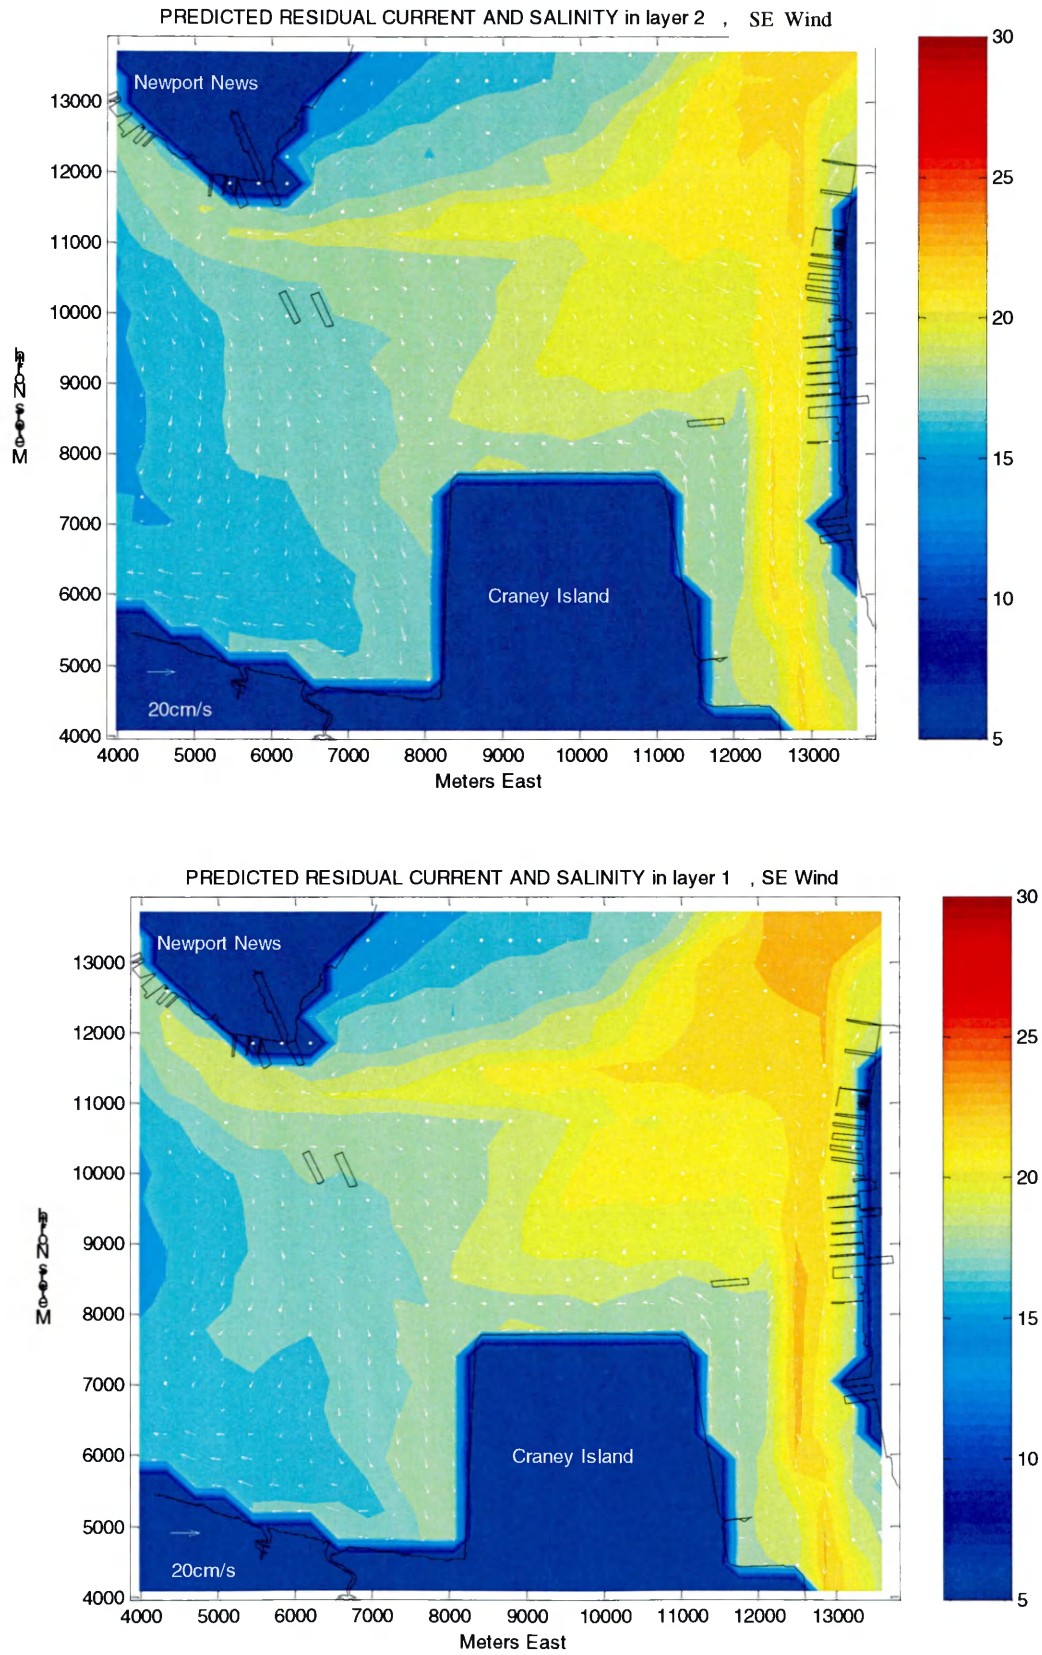 PREDICTED RESIDUAL CURRENT AND SALINITY in layer 2 , SE Wind
Newport News
Craney Island
20cm/s
13000
12000
11000
10000
9000
8000
7000
6000
5000
4000
Meters North
4000 5000 6000 7000 8000 9000 10000 11000 12000 13000
Meters East
30
25
20
15
10
5
PREDICTED RESIDUAL CURRENT AND SALINITY in layer 1 , SE Wind
Newport News
Craney Island
20cm/s
13000
12000
11000
10000
9000
8000
7000
6000
5000
4000
Meters North
4000 5000 6000 7000 8000 9000 10000 11000 12000 13000
Meters East
30
25
20
15
10
5